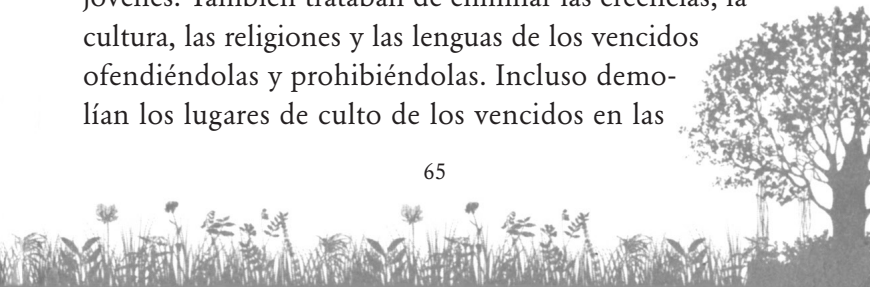 jóvenes. También trataban de eliminar las creencias, la
cultura, las religiones y las lenguas de los vencidos
ofendiéndolas y prohibiéndolas. Incluso demo-
lían los lugares de culto de los vencidos en las
65